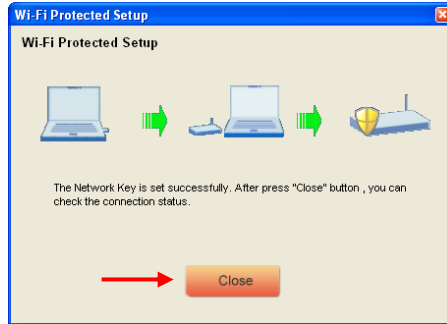 Wi-Fi Protected Setup
Wi-Fi Protected Setup
The Network Key is set successfully. After press "Close" button , you can
check the connection status.
Close